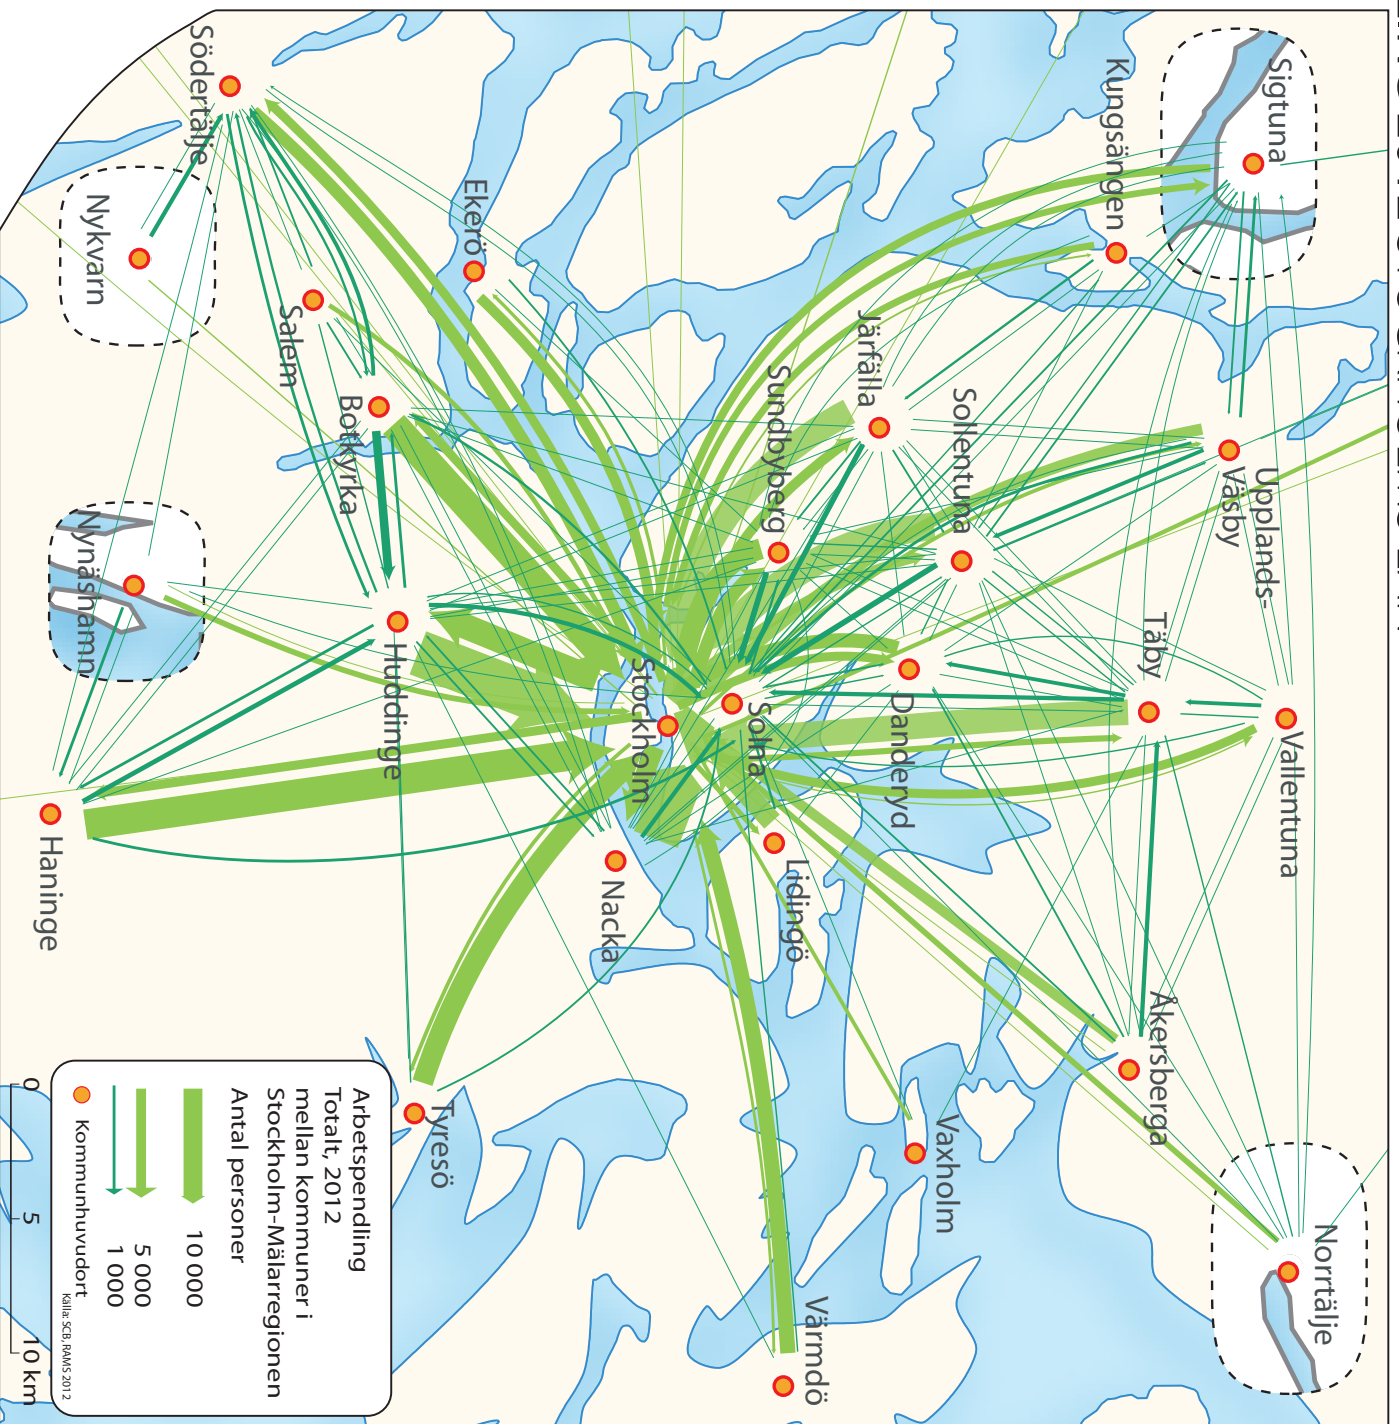 Sigtuna
Kungsängen
Södertälje
Nykvarn
Ekerö
Salem
Järfälla
Sundbyberg
Sollentuna
Botkyrka
Upplands-
Väsby
Nynäshamn
Huddinge
Stockholm
Solna
Danderyd
Täby
Vallentuna
Haninge
Nacka
Lidingö
Åkersberga
Tyresö
Vaxholm
Värmdö
Norrtälje
Arbetspendling
Totalt, 2012
mellan kommuner i
Stockholm-Mälarregionen
Antal personer
10 000
5 000
1 000
Kommunhuvudort
Källa: SCB, RAMS 2012
0 5 10 km